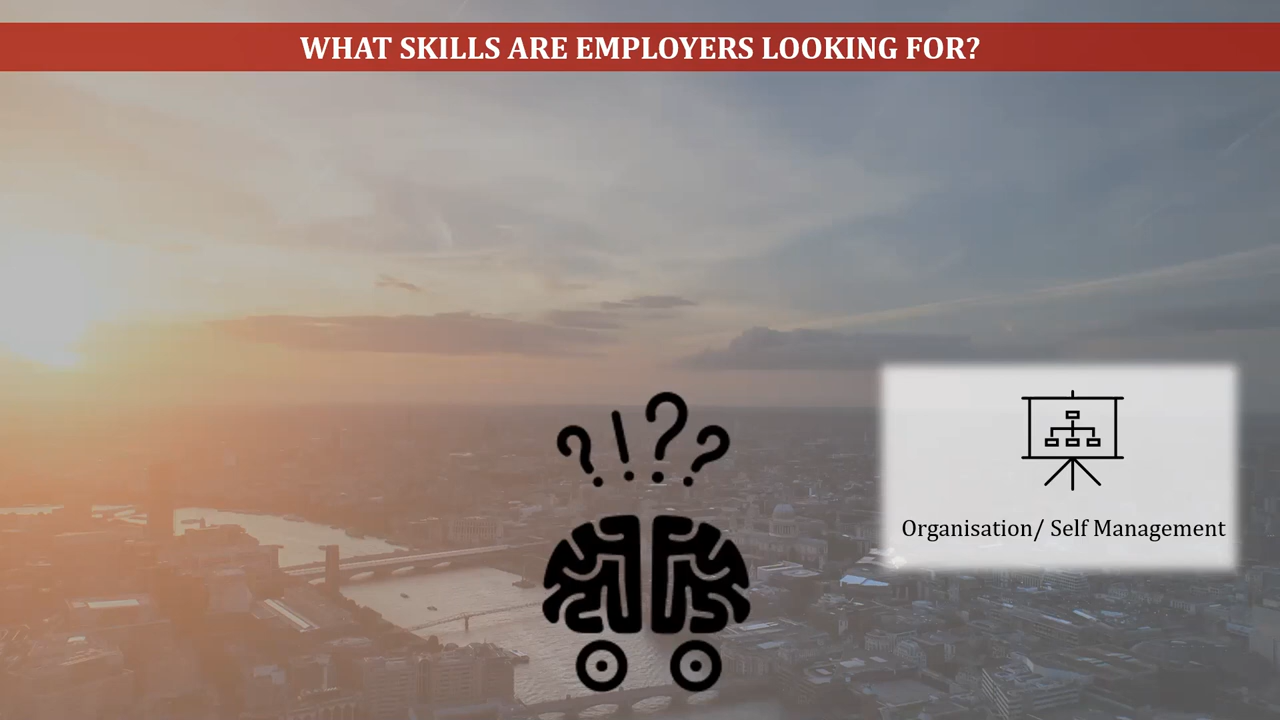 WHAT SKILLS ARE EMPLOYERS LOOKING FOR?
? ! ? ?
Organisation/ Self Management